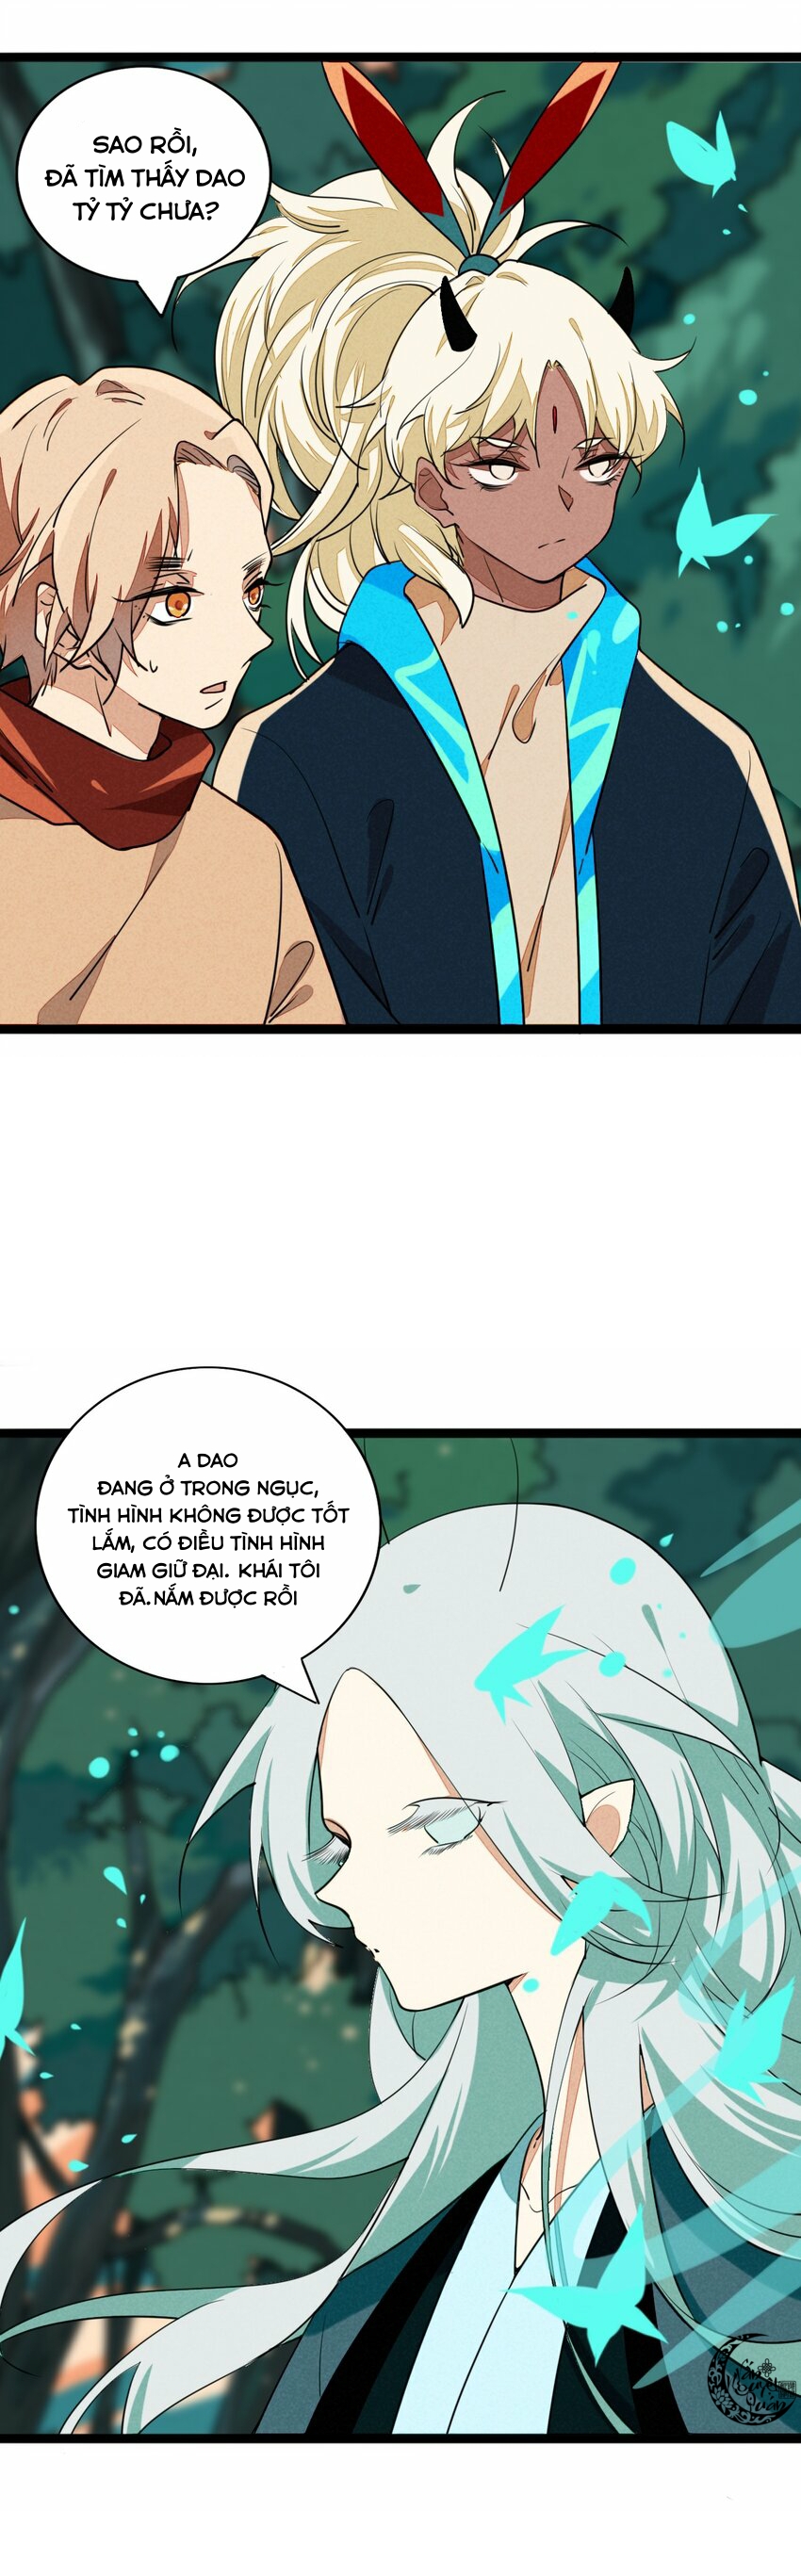 SAO RỒI,
ĐÃ TÌM THẤY DAO
TỶ TỶ CHƯA?
A DAO
ĐANG Ở TRONG NGỤC,
TÌNH HÌNH KHÔNG ĐƯỢC TỐT
LẮM, CÓ ĐIỀU TÌNH HÌNH
GIAM GIỮ ĐẠI. KHÁI TÔI
ĐÃ.NẮM ĐƯỢC RỒI